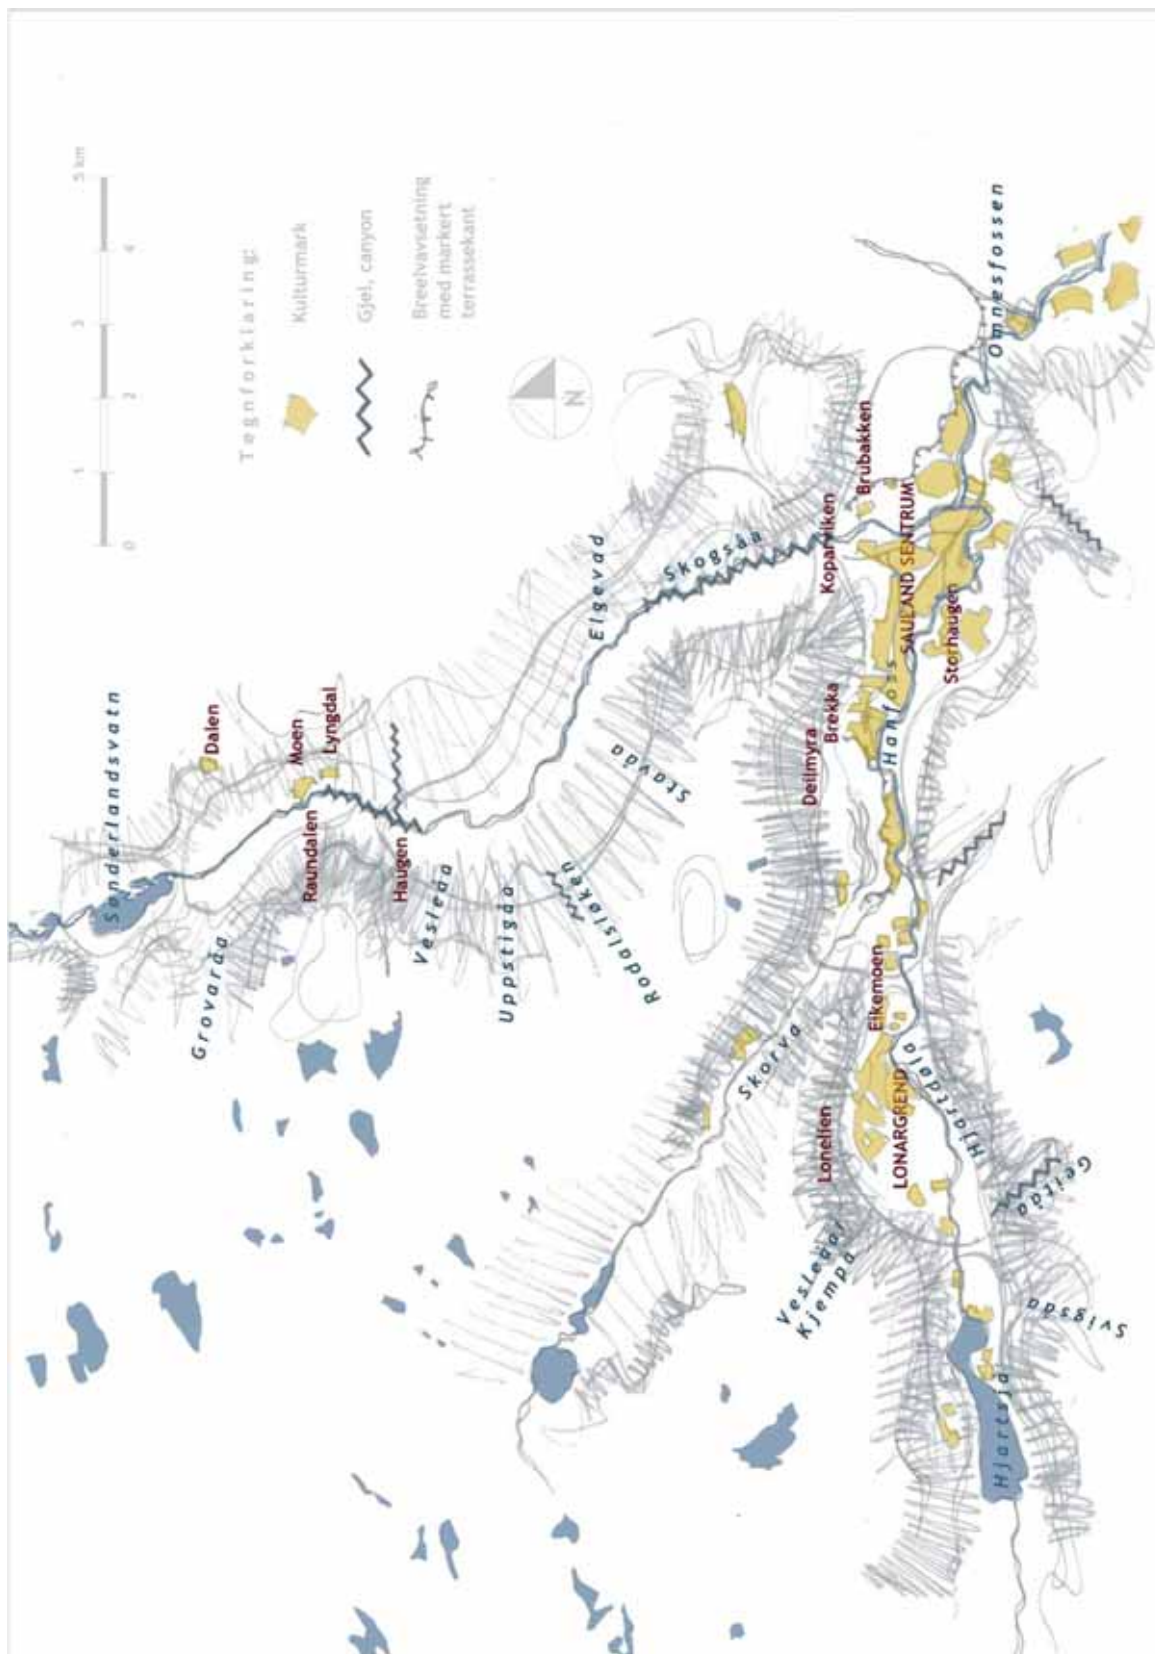 Tegnforklaring:
Kulturmark
Gjel, canyon
Breelvavsetning
med markert
terrassekant
0
1
2
3
4
5 km
N
Sønderlandsvatn
Dalen
Moen
Lyngdal
Raundalen
Haugen
Grovaråa
Vesleåa
Uppstigåa
Rodalsløken
Stavåa
Elgevad
Skogsåa
Omnesfossen
Brubakken
Koparviken
SAULAND SENTRUM
Storhaugen
Hanfoss
Brekka
Deilmyra
Skorva
Eikemoen
Lonelien
LONARGREND
Hjartdøla
Geitåa
Vesleåa/
Kjempa
Svigsåa
Hjartsjå